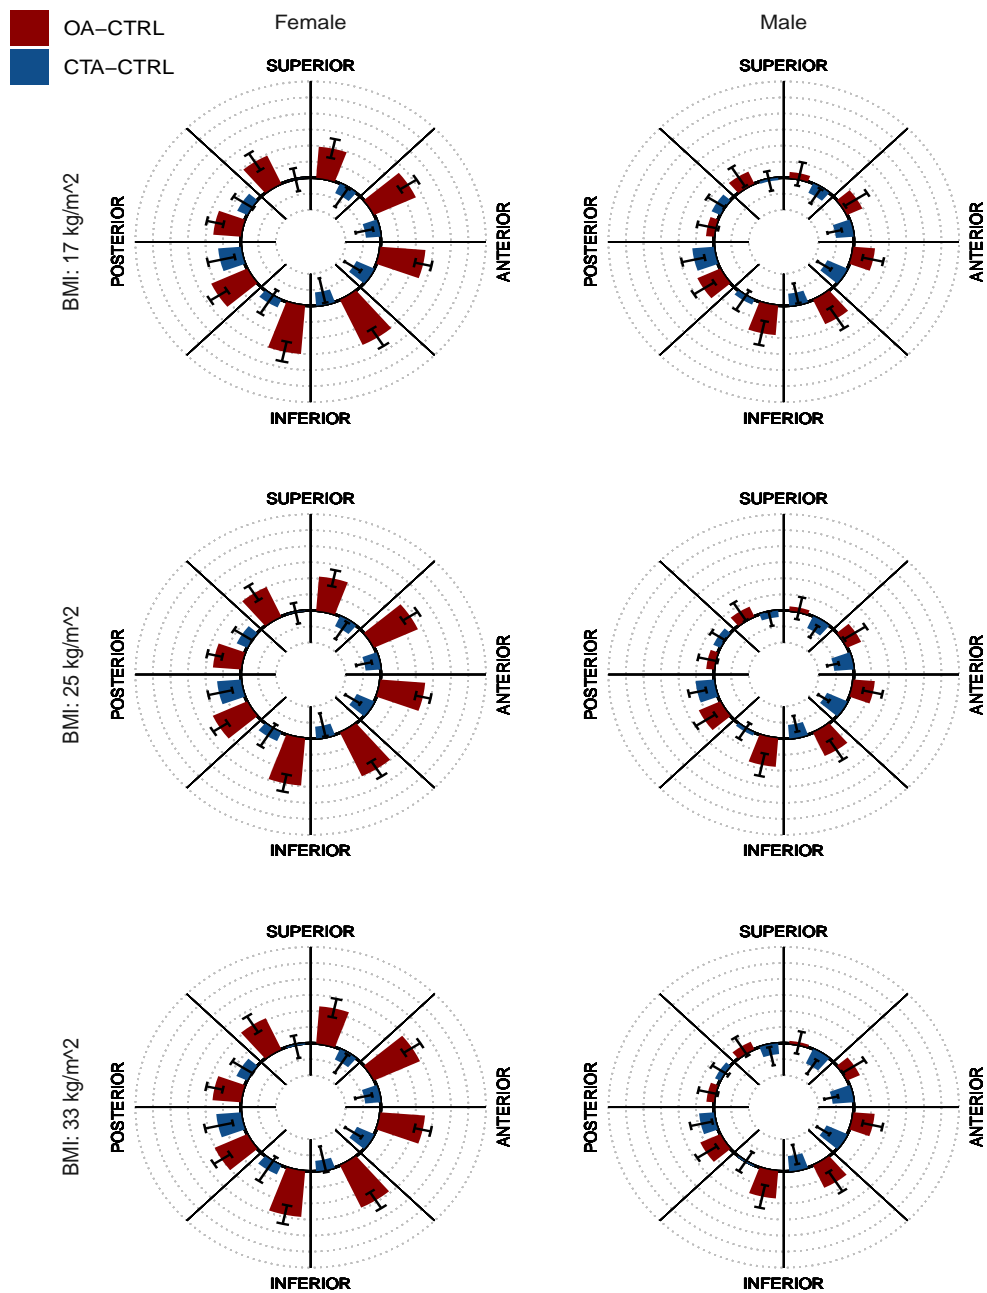 OA−CTRL
CTA−CTRL
Female
Male
BMI: 17 kg/m^2
SUPERIOR
POSTERIOR
ANTERIOR
INFERIOR
SUPERIOR
POSTERIOR
ANTERIOR
INFERIOR
BMI: 25 kg/m^2
SUPERIOR
POSTERIOR
ANTERIOR
INFERIOR
SUPERIOR
POSTERIOR
ANTERIOR
INFERIOR
BMI: 33 kg/m^2
SUPERIOR
POSTERIOR
ANTERIOR
INFERIOR
SUPERIOR
POSTERIOR
ANTERIOR
INFERIOR